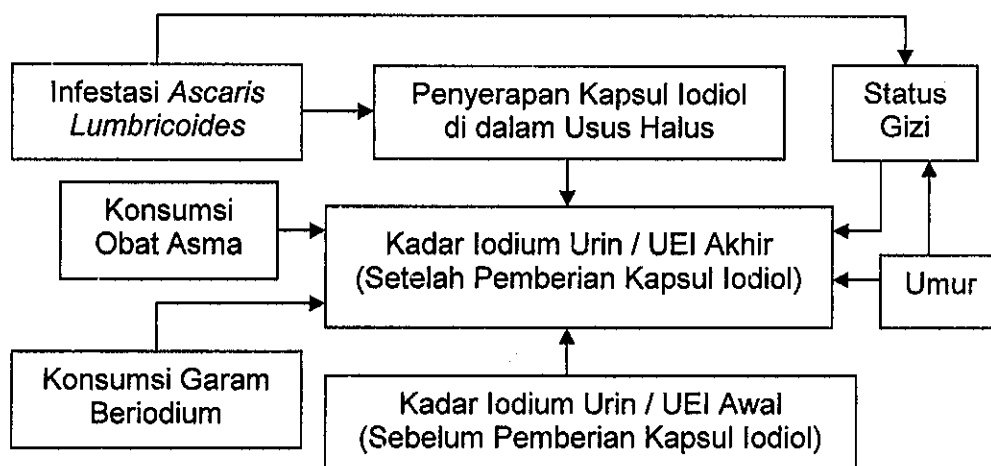 Infestasi Ascaris
Lumbricoides
Penyerapan Kapsul Iodiol
di dalam Usus Halus
Status
Gizi
Konsumsi
Obat Asma
Kadar Iodium Urin / UEI Akhir
(Setelah Pemberian Kapsul Iodiol)
Umur
Konsumsi Garam
Beriodium
Kadar Iodium Urin / UEI Awal
(Sebelum Pemberian Kapsul Iodiol)